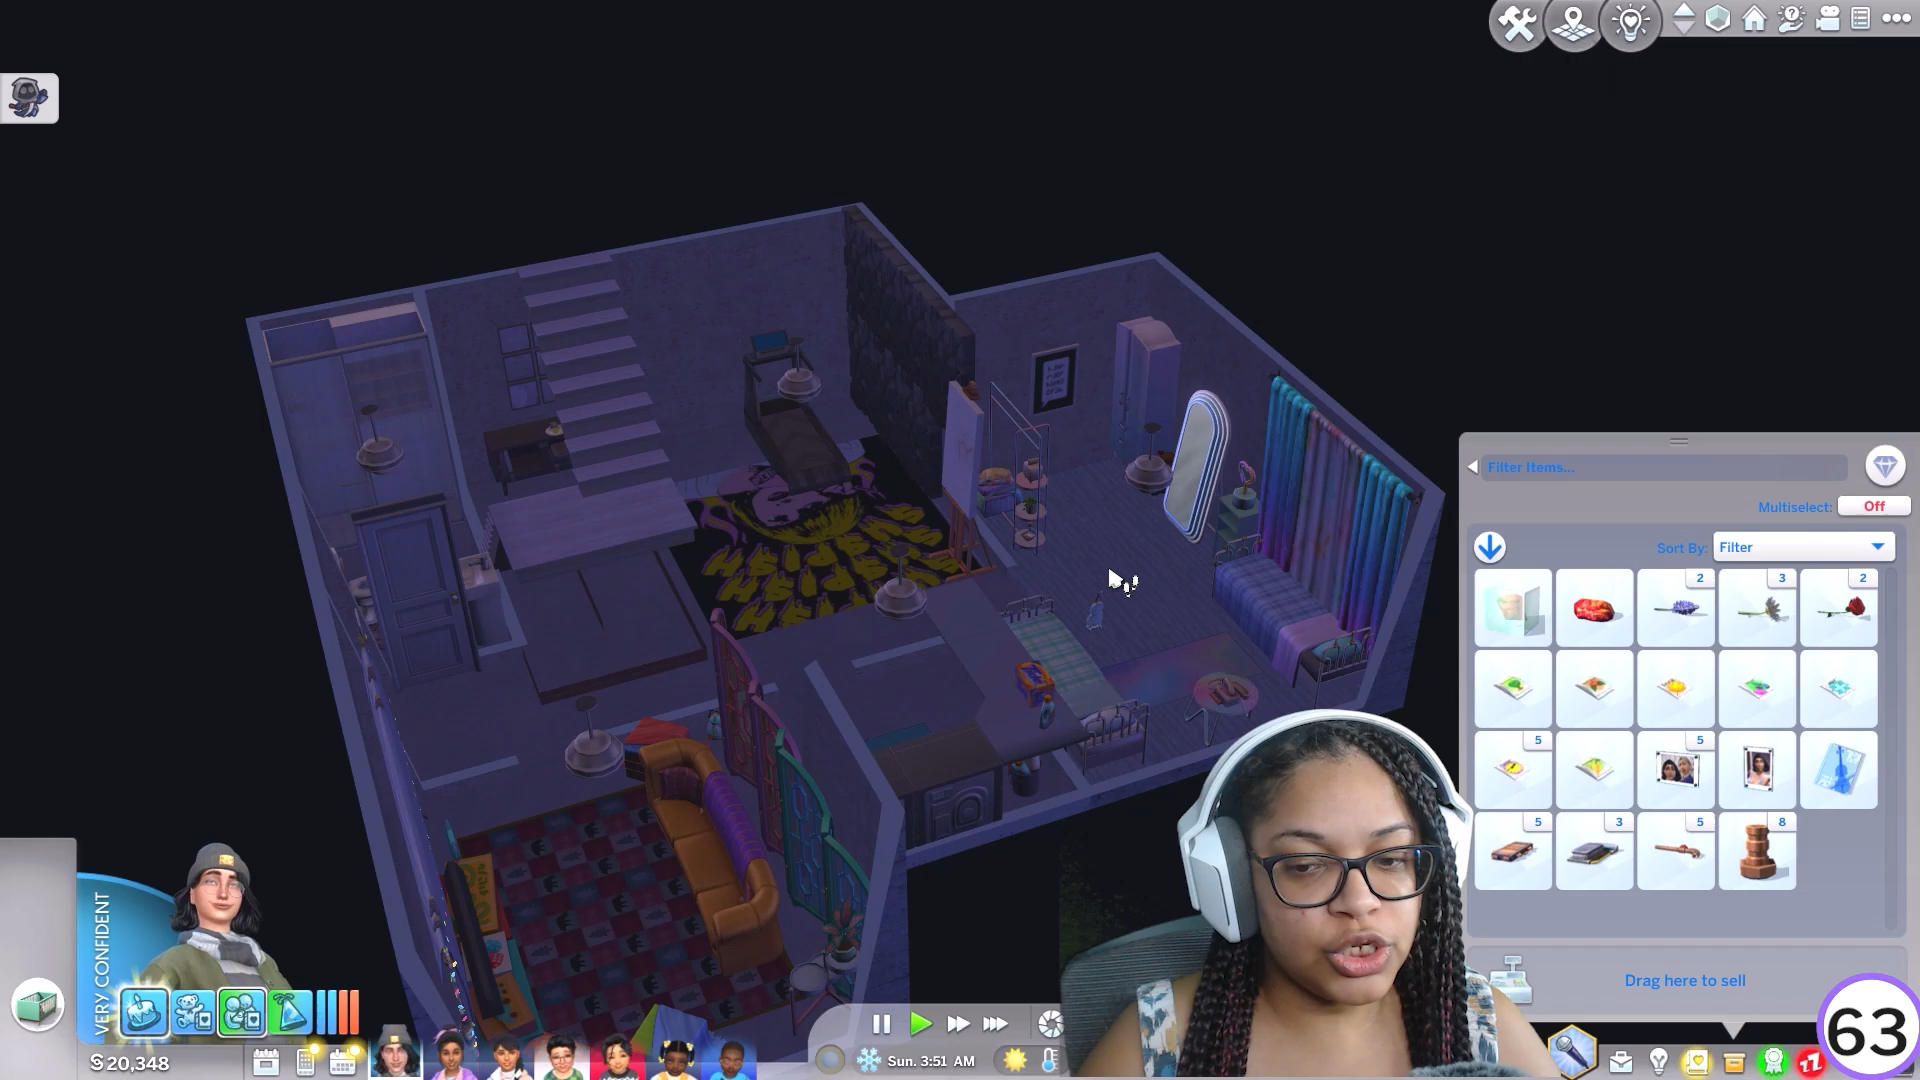 Filter Items...
Multiselect: Off
Sort By: Filter
2
3
2
5
5
5
3
5
8
Drag here to sell
VERY CONFIDENT
§20,348
Sun. 3:51 AM
63